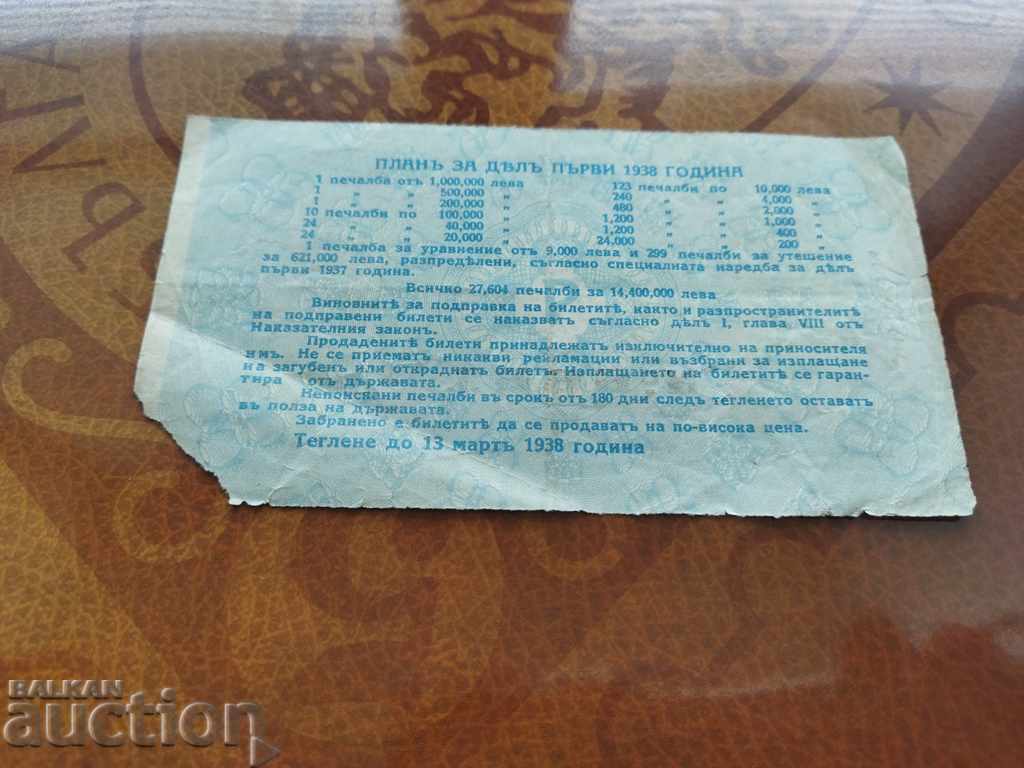 ПЛАНЪ ЗА ДѢЛЪ ПЪРВИ 1938 ГОДИНА
1 печалба отъ 1,000,000 лева 123 печалби по 10,000 лева
1 „ „ 500,000 „ 240 „ „ 4,000 „
1 „ „ 200,000 „ 480 „ „ 2,000 „
10 печалби по 100,000 „ 1,200 „ „ 1,000 „
24 „ „ 40,000 „ 1,200 „ „ 400 „
24 „ „ 20,000 „ 24,000 „ „ 200 „
1 печалба за уравнение отъ 9,000 лева и 299 печалби за утешение
за 621,000 лева, разпредѣлени, съгласно специалната наредба за дѣлъ
първи 1937 година.
Всичко 27,604 печалби за 14,400,000 лева
Виновнитѣ за подправка на билетитѣ, както и разпространителитѣ
на подправени билети се наказватъ съгласно дѣлъ I, глава VIII отъ
Наказателния законъ.
Продаденитѣ билети принадлежатъ изключително на приносителя
имъ. Не се приематъ никакви рекламации или възбрани за изплащане
на загубенъ или откраднатъ билетъ. Изплащането на билетитѣ се гаран-
тира отъ държавата.
Непоискани печалби въ срокъ отъ 180 дни следъ тегленето оставатъ
въ полза на държавата.
Забранено е билетитѣ да се продаватъ на по-висока цена.
Теглене до 13 мартъ 1938 година
BALKAN
auction